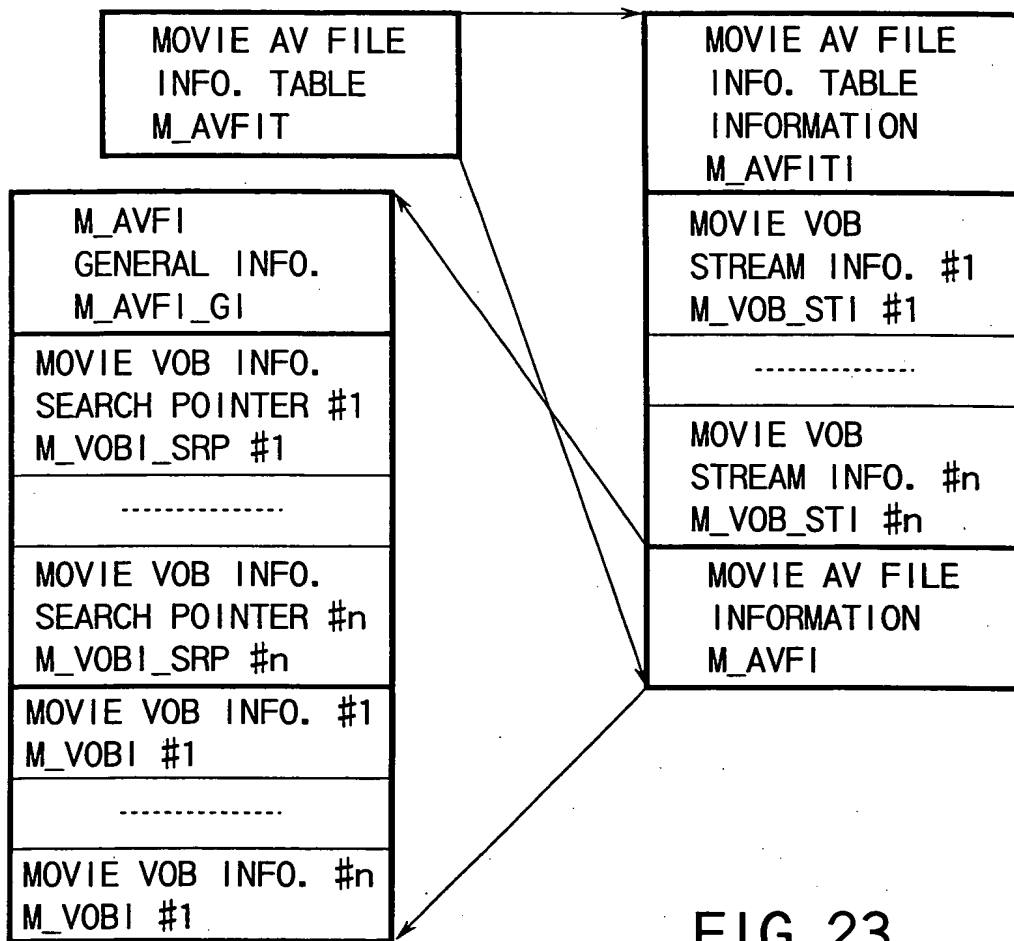 MOVIE AV FILE
INFO. TABLE
M_AVFIT
MOVIE AV FILE
INFO. TABLE
INFORMATION
M_AVFITI
MOVIE VOB
STREAM INFO. #1
M_VOB_STI #1
MOVIE VOB
STREAM INFO. #n
M_VOB_STI #n
MOVIE AV FILE
INFORMATION
M_AVFI
M_AVFI
GENERAL INFO.
M_AVFI_GI
MOVIE VOB INFO.
SEARCH POINTER #1
M_VOBI_SRP #1
MOVIE VOB INFO.
SEARCH POINTER #n
M_VOBI_SRP #n
MOVIE VOB INFO. #1
M_VOBI #1
MOVIE VOB INFO. #n
M_VOBI #1
FIG. 23